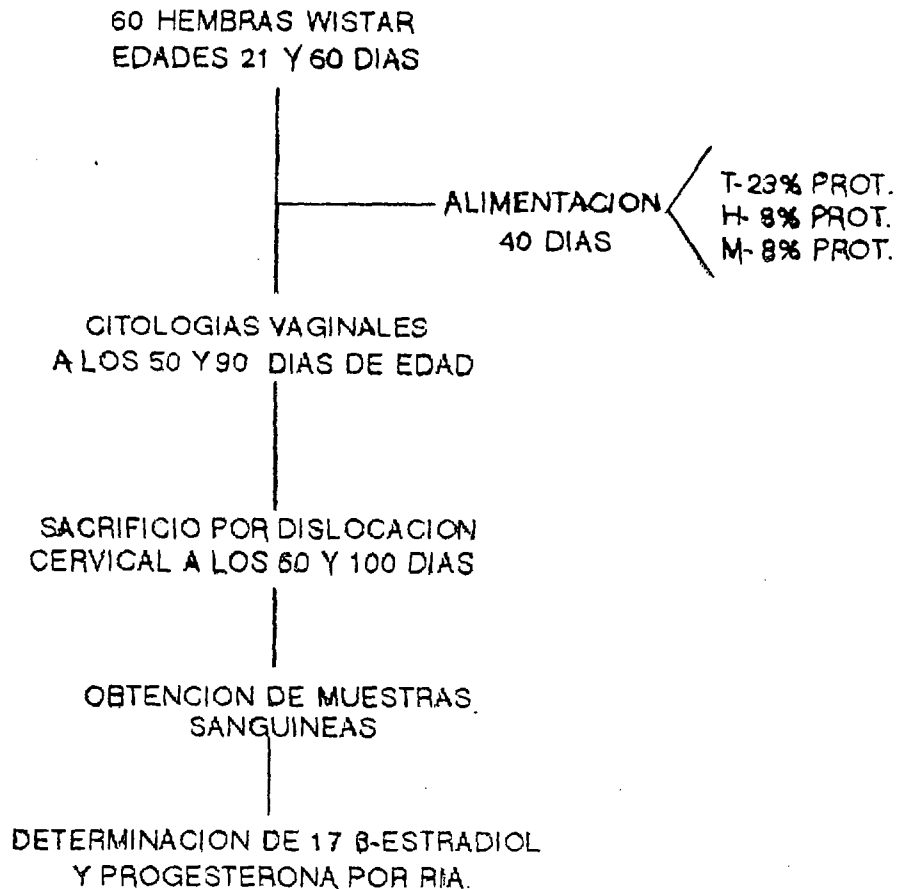 60 HEMBRAS WISTAR
EDADES 21 Y 60 DIAS
ALIMENTACION
40 DIAS
T-23% PROT.
H-8% PROT.
M-8% PROT.
CITOLOGIAS VAGINALES
A LOS 50 Y 90 DIAS DE EDAD
SACRIFICIO POR DISLOCACION
CERVICAL A LOS 60 Y 100 DIAS
OBTENCION DE MUESTRAS
SANGUINEAS
DETERMINACION DE 17 β-ESTRADIOL
Y PROGESTERONA POR RIA.